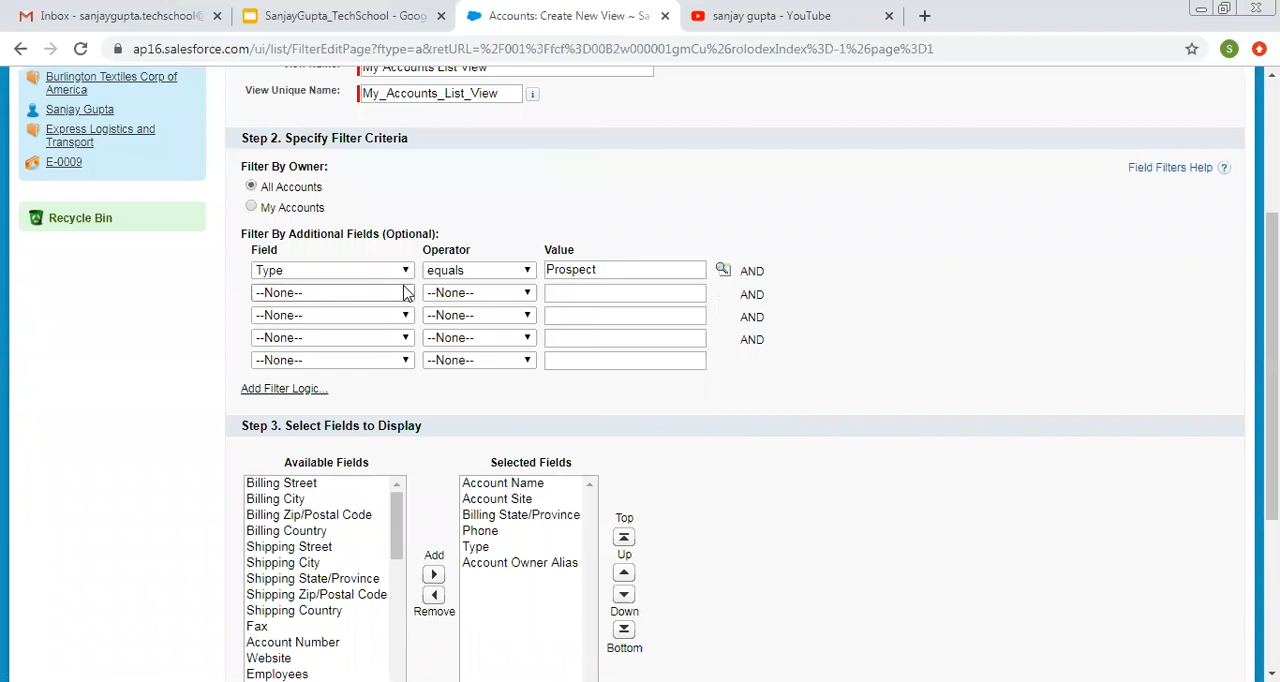 Inbox - sanjaygupta.techschool@
SanjayGupta_TechSchool - Goog
Accounts: Create New View ~ Sa
sanjay gupta - YouTube
ap16.salesforce.com/ui/list/FilterEditPage?ftype=a&retURL=%2F001%3Ffcf%3D00B2w000001gmCu%26rolodexIndex%3D-1%26page%3D1
S
Burlington Textiles Corp of
America
Sanjay Gupta
Express Logistics and
Transport
E-0009
Recycle Bin
View Name:
My Accounts List View
View Unique Name:
My_Accounts_List_View
i
Step 2. Specify Filter Criteria
Filter By Owner:
Field Filters Help ?
All Accounts
My Accounts
Filter By Additional Fields (Optional):
Field Operator Value
Type equals Prospect AND
--None-- --None-- AND
--None-- --None-- AND
--None-- --None-- AND
--None-- --None--
Add Filter Logic...
Step 3. Select Fields to Display
Available Fields
Billing Street
Billing City
Billing Zip/Postal Code
Billing Country
Shipping Street
Shipping City
Shipping State/Province
Shipping Zip/Postal Code
Shipping Country
Fax
Account Number
Website
Employees
Add
Remove
Selected Fields
Account Name
Account Site
Billing State/Province
Phone
Type
Account Owner Alias
Top
Up
Down
Bottom